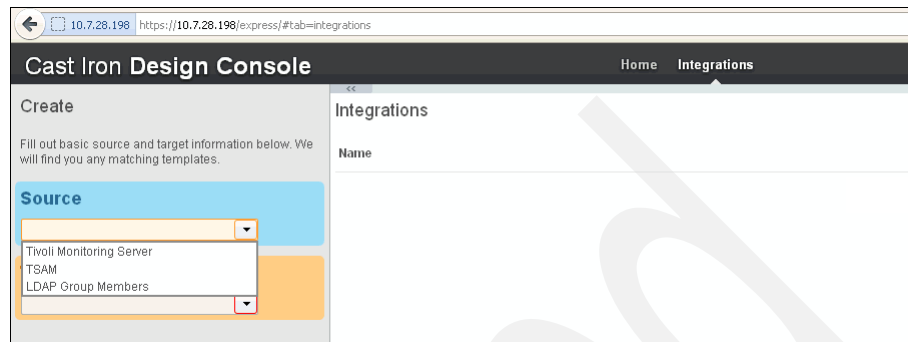 10.7.28.198 https://10.7.28.198/express/#tab=integrations
Cast Iron Design Console
Home Integrations
<<
Create
Integrations
Fill out basic source and target information below. We
will find you any matching templates.
Name
Source
Tivoli Monitoring Server
TSAM
LDAP Group Members